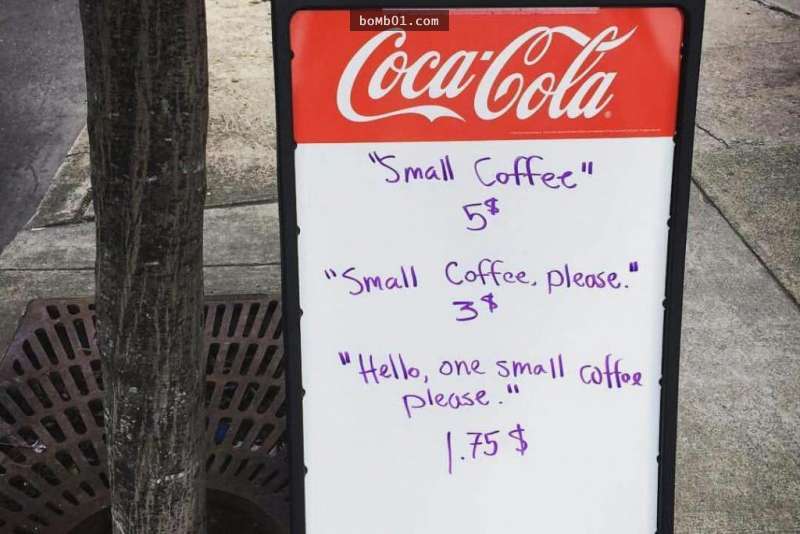 boMb01.com
Coca-Cola
"Small Coffee"
5$
"Small Coffee, please."
3$
"Hello, one small coffee
please."
1.75$